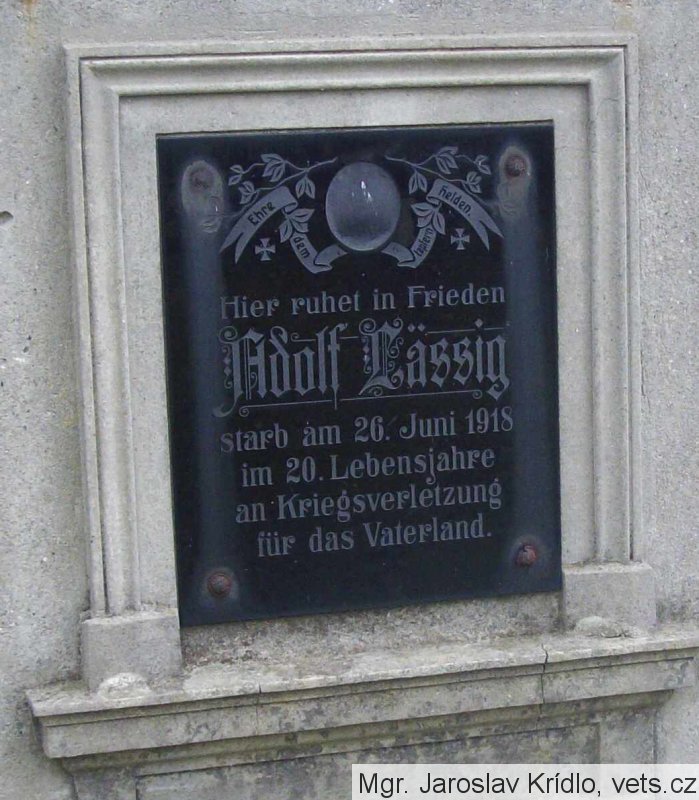 Ehre dem tapfern Helden.
Hier ruhet in Frieden
Adolf Lässig
starb am 26. Juni 1918
im 20. Lebensjahre
an Kriegsverletzung
für das Vaterland.
Mgr. Jaroslav Krídlo, vets.cz